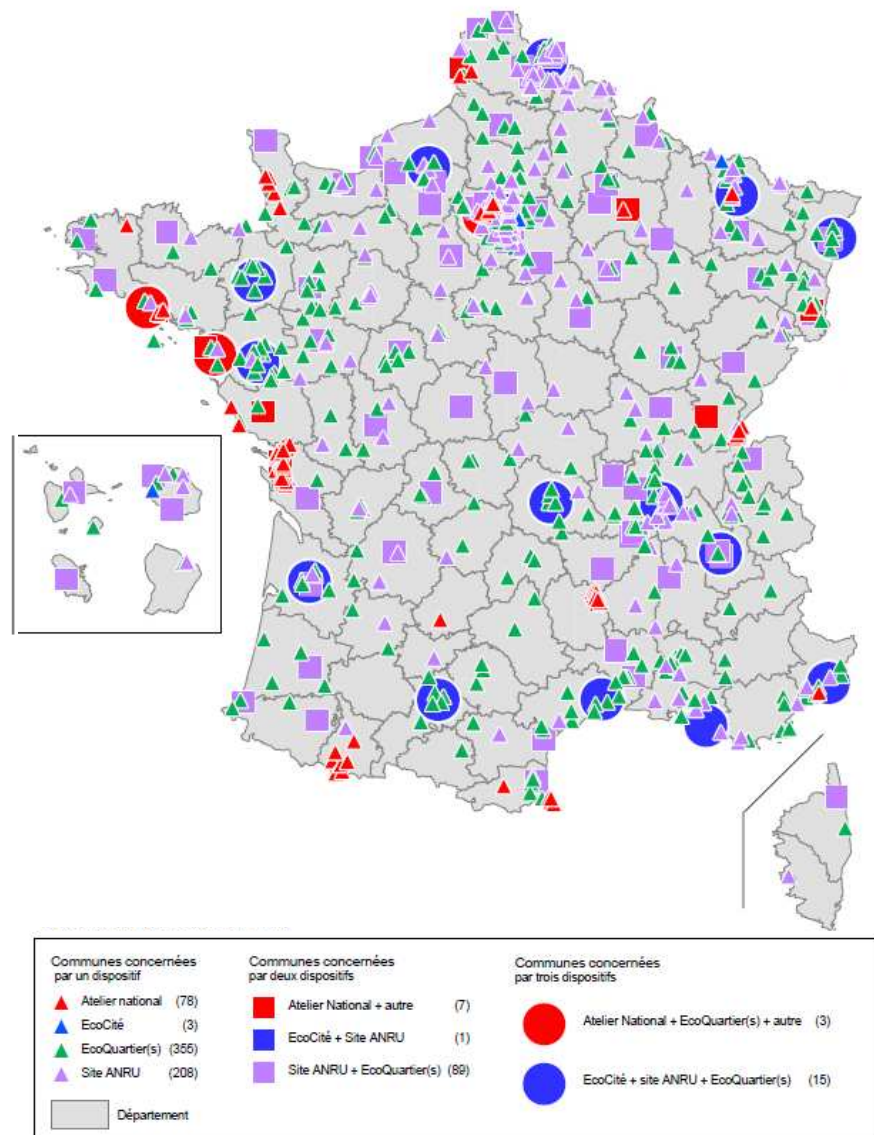 Communes concernées
par un dispositif
Atelier national (78)
EcoCité (3)
EcoQuartier(s) (355)
Site ANRU (208)
Département
Communes concernées
par deux dispositifs
Atelier National + autre (7)
EcoCité + Site ANRU (1)
Site ANRU + EcoQuartier(s) (89)
Communes concernées
par trois dispositifs
Atelier National + EcoQuartier(s) + autre (3)
EcoCité + site ANRU + EcoQuartier(s) (15)